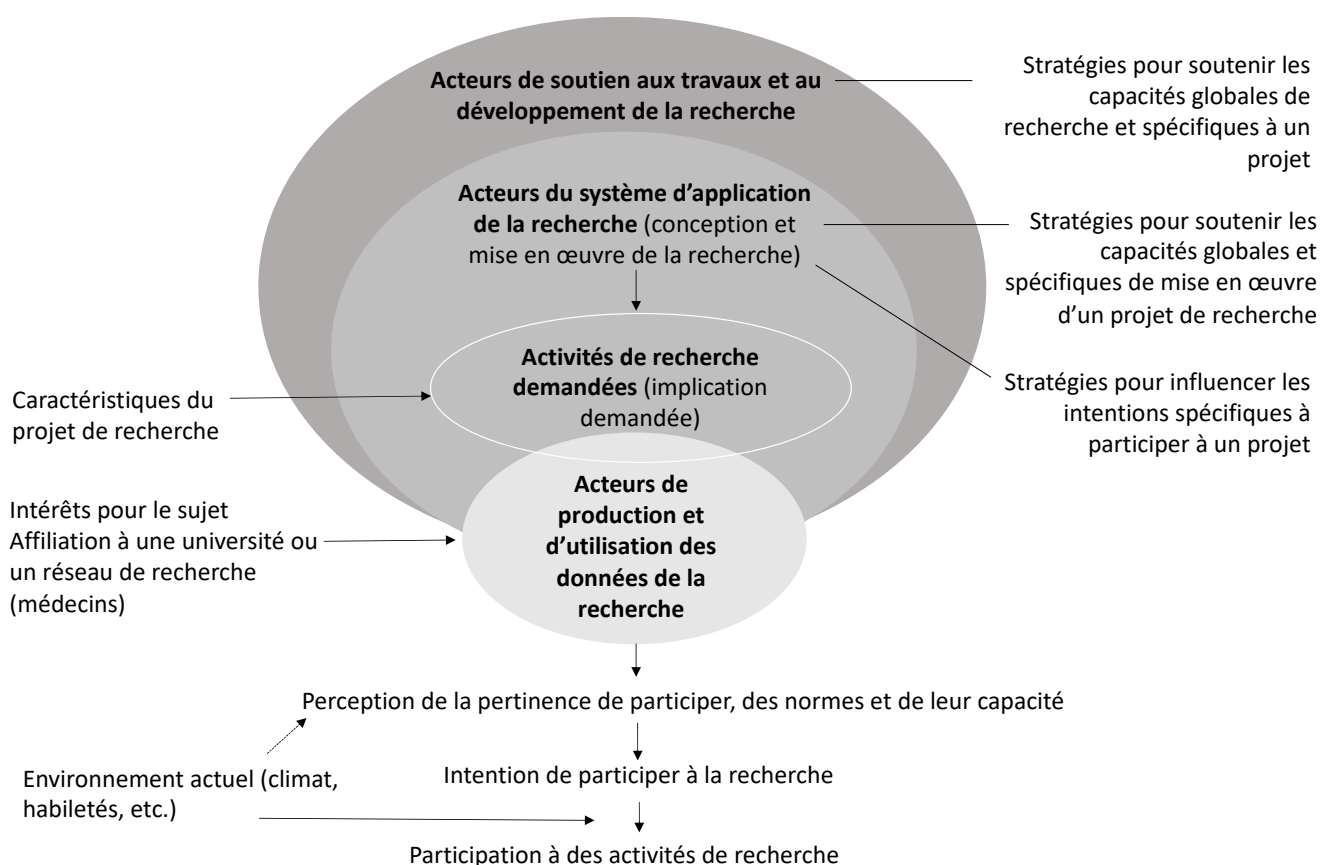 Acteurs de soutien aux travaux et au
développement de la recherche
Stratégies pour soutenir les
capacités globales de
recherche et spécifiques à un
projet
Acteurs du système d’application
de la recherche (conception et
mise en œuvre de la recherche)
Stratégies pour soutenir les
capacités globales et
spécifiques de mise en œuvre
d’un projet de recherche
Activités de recherche
demandées (implication
demandée)
Stratégies pour influencer les
intentions spécifiques à
participer à un projet
Caractéristiques du
projet de recherche
Acteurs de
production et
d’utilisation des
données de la
recherche
Intérêts pour le sujet
Affiliation à une université ou
un réseau de recherche
(médecins)
Perception de la pertinence de participer, des normes et de leur capacité
Environnement actuel (climat,
habiletés, etc.)
Intention de participer à la recherche
Participation à des activités de recherche